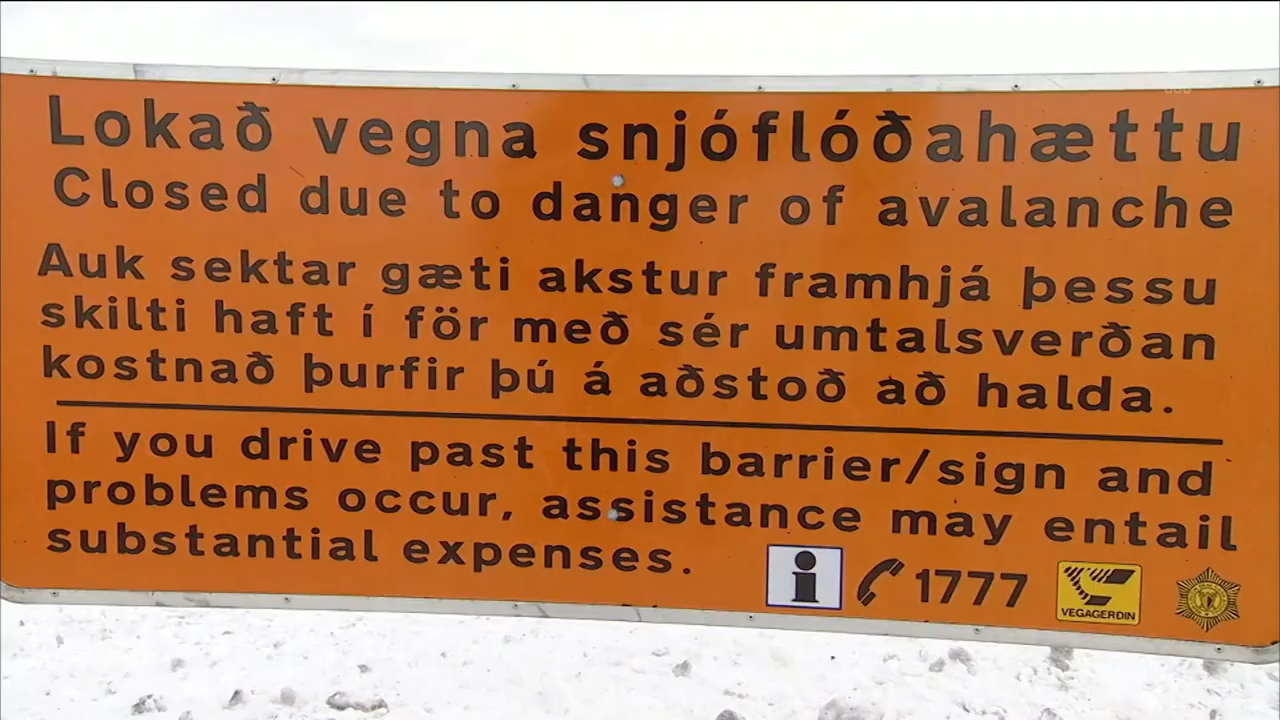 Lokað vegna snjóflóðahættu
Closed due to danger of avalanche
Auk sektar gæti akstur framhjá þessu
skilti haft í för með sér umtalsverðan
kostnað þurfir þú á aðstoð að halda.
If you drive past this barrier/sign and
problems occur, assistance may entail
substantial expenses.
i 1777
VEGAGERÐIN